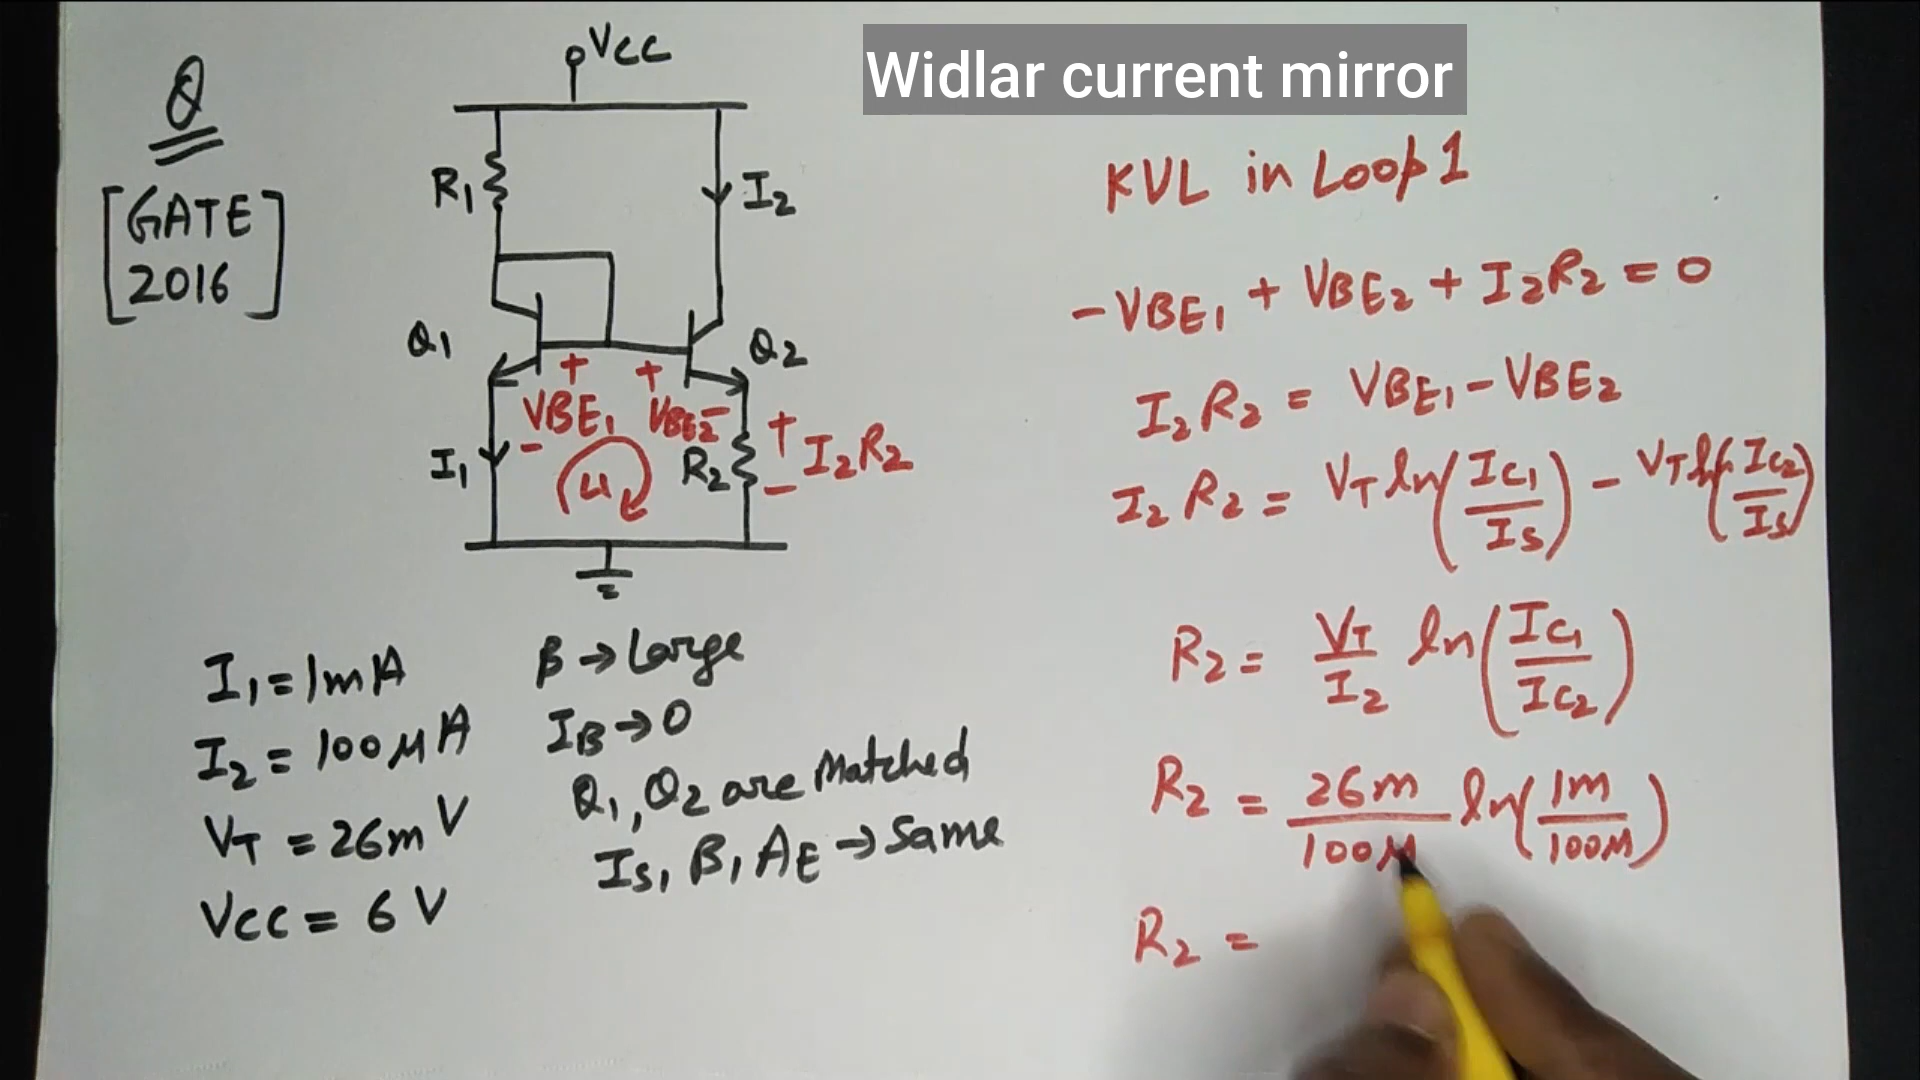 Widlar current mirror
Q
[GATE
2016]
VCC
R1
I2
Q1
Q2
+
+
VBE1
VBE2
-
-
I1
L1
R2
+
I2R2
-
I1 = 1mA
I2 = 100μA
VT = 26mV
VCC = 6V
β → Large
IB → 0
Q1, Q2 are Matched
Is, β, AE → Same
KVL in Loop 1
-VBE1 + VBE2 + I2R2 = 0
I2R2 = VBE1 - VBE2
I2R2 = VT ln(IC1/Is) - VT ln(IC2/Is)
R2 = VT/I2 ln(IC1/IC2)
R2 = 26m/100μ ln(1m/100μ)
R2 =